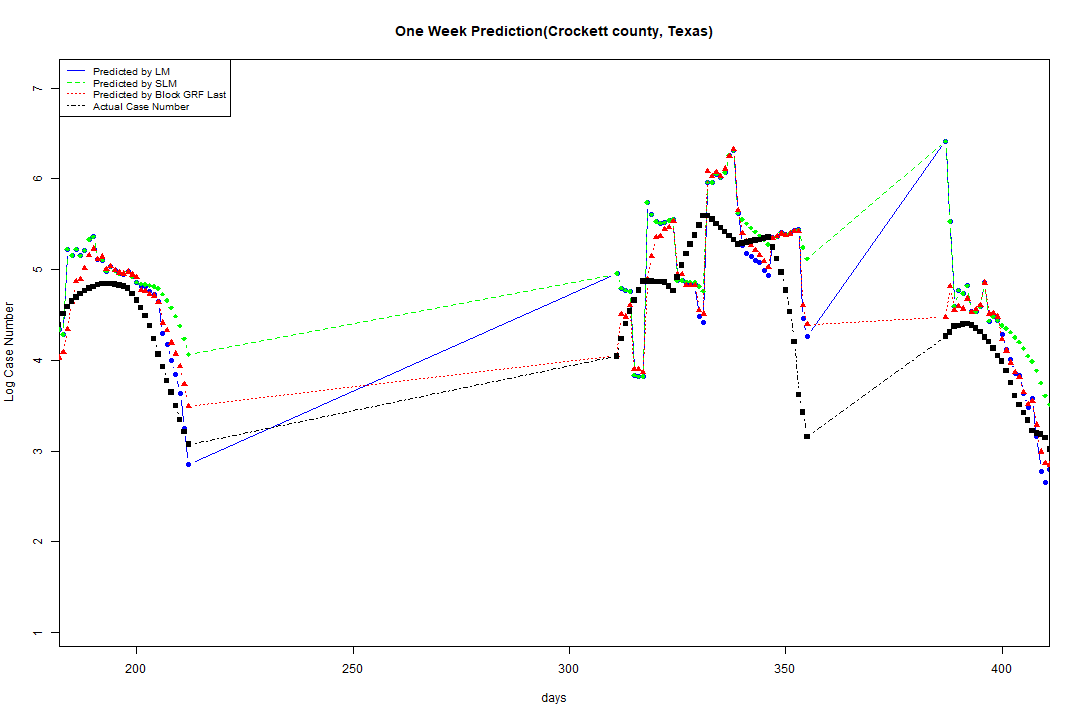 One Week Prediction(Crockett county, Texas)
Predicted by LM
Predicted by SLM
Predicted by Block GRF Last
Actual Case Number
Log Case Number
7
6
5
4
3
2
1
200
250
300
350
400
days